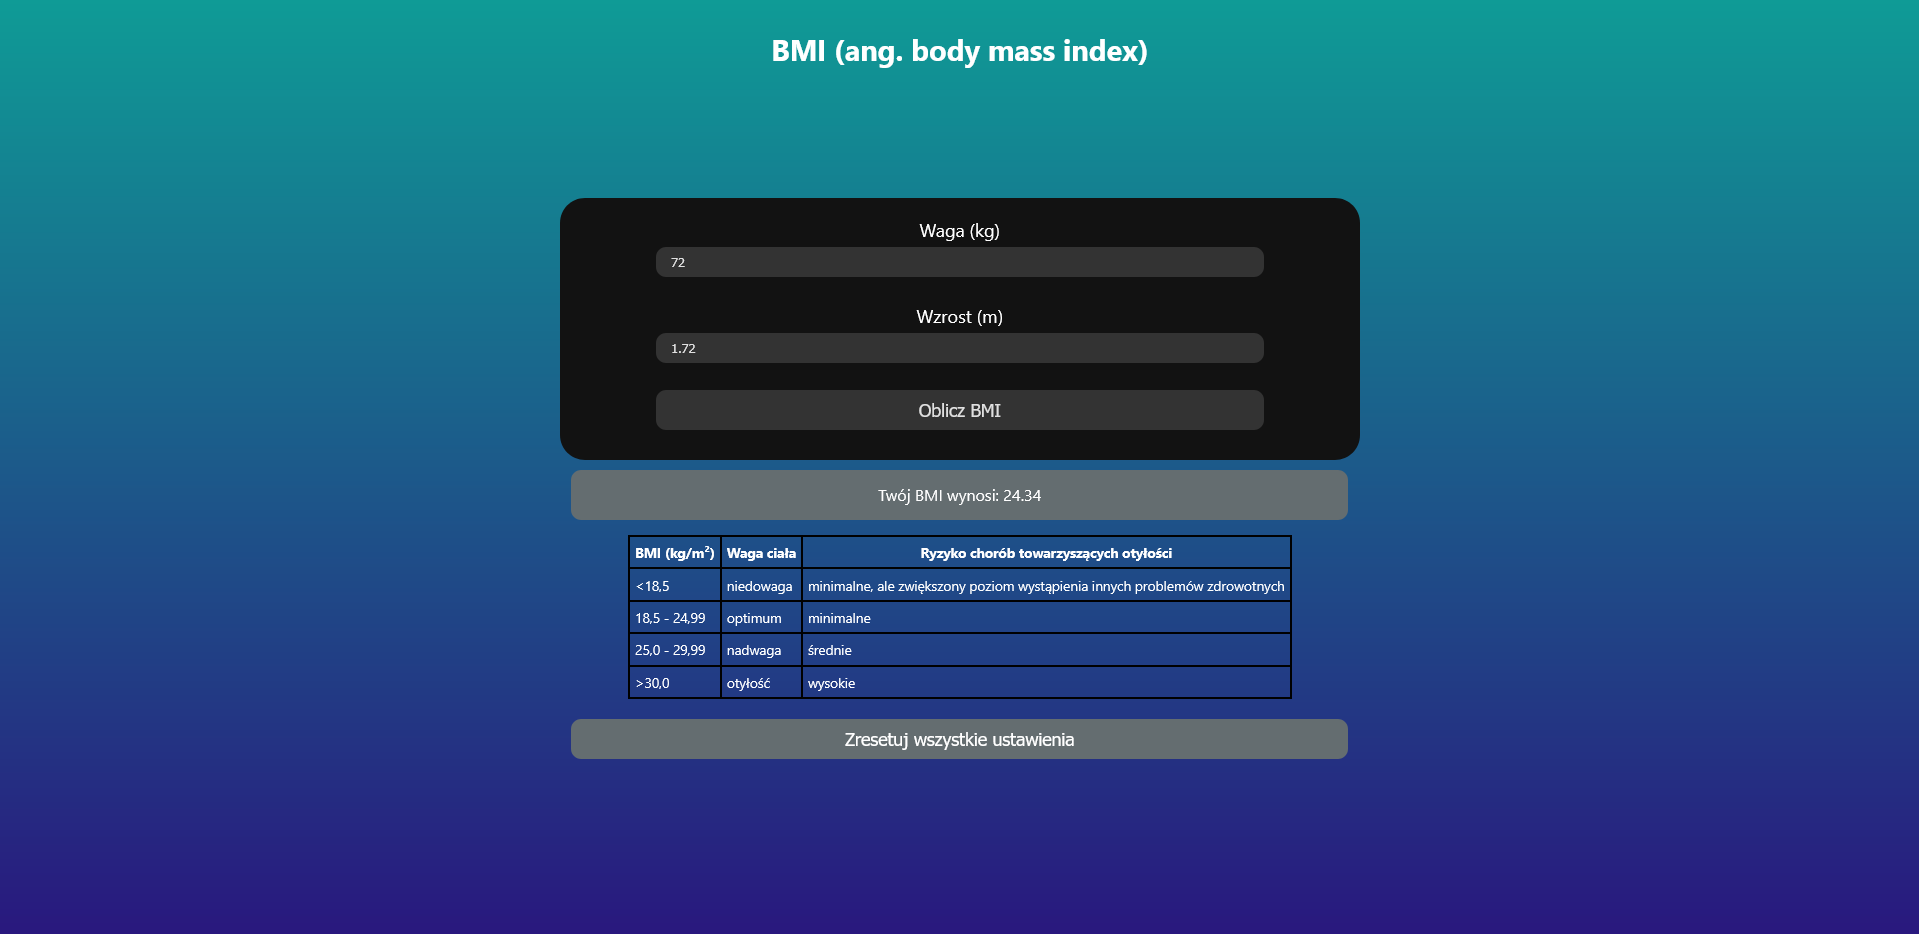 BMI (ang. body mass index)
Waga (kg)
72
Wzrost (m)
1.72
Oblicz BMI
Twój BMI wynosi: 24.34
BMI (kg/m²) Waga ciała Ryzyko chorób towarzyszących otyłości
<18,5 niedowaga minimalne, ale zwiększony poziom wystąpienia innych problemów zdrowotnych
18,5 - 24,99 optimum minimalne
25,0 - 29,99 nadwaga średnie
>30,0 otyłość wysokie
Zresetuj wszystkie ustawienia